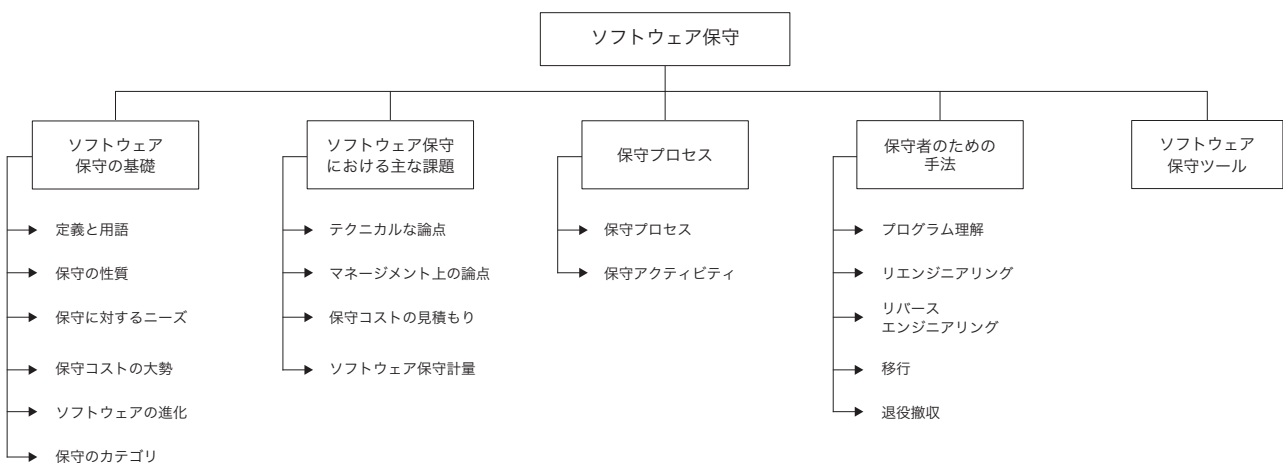 ソフトウェア保守
ソフトウェア
保守の基礎
定義と用語
保守の性質
保守に対するニーズ
保守コストの大勢
ソフトウェアの進化
保守のカテゴリ
ソフトウェア保守
における主な課題
テクニカルな論点
マネージメント上の論点
保守コストの見積もり
ソフトウェア保守計量
保守プロセス
保守プロセス
保守アクティビティ
保守者のための
手法
プログラム理解
リエンジニアリング
リバース
エンジニアリング
移行
退役撤収
ソフトウェア
保守ツール